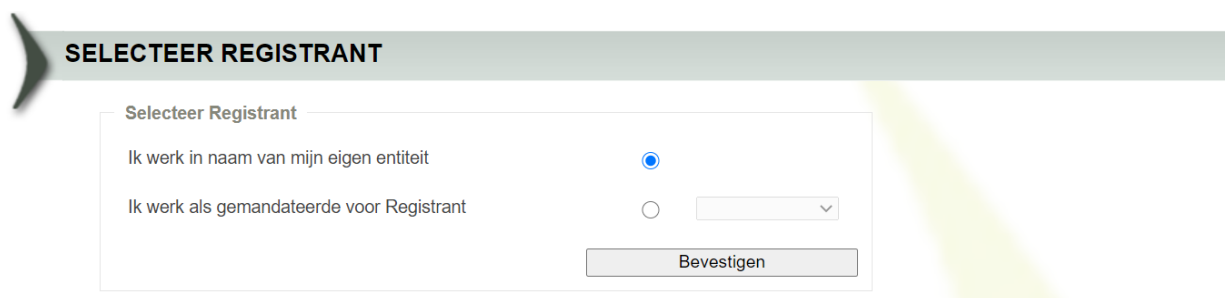 SELECTEER REGISTRANT
Selecteer Registrant
Ik werk in naam van mijn eigen entiteit
Ik werk als gemandateerde voor Registrant
Bevestigen